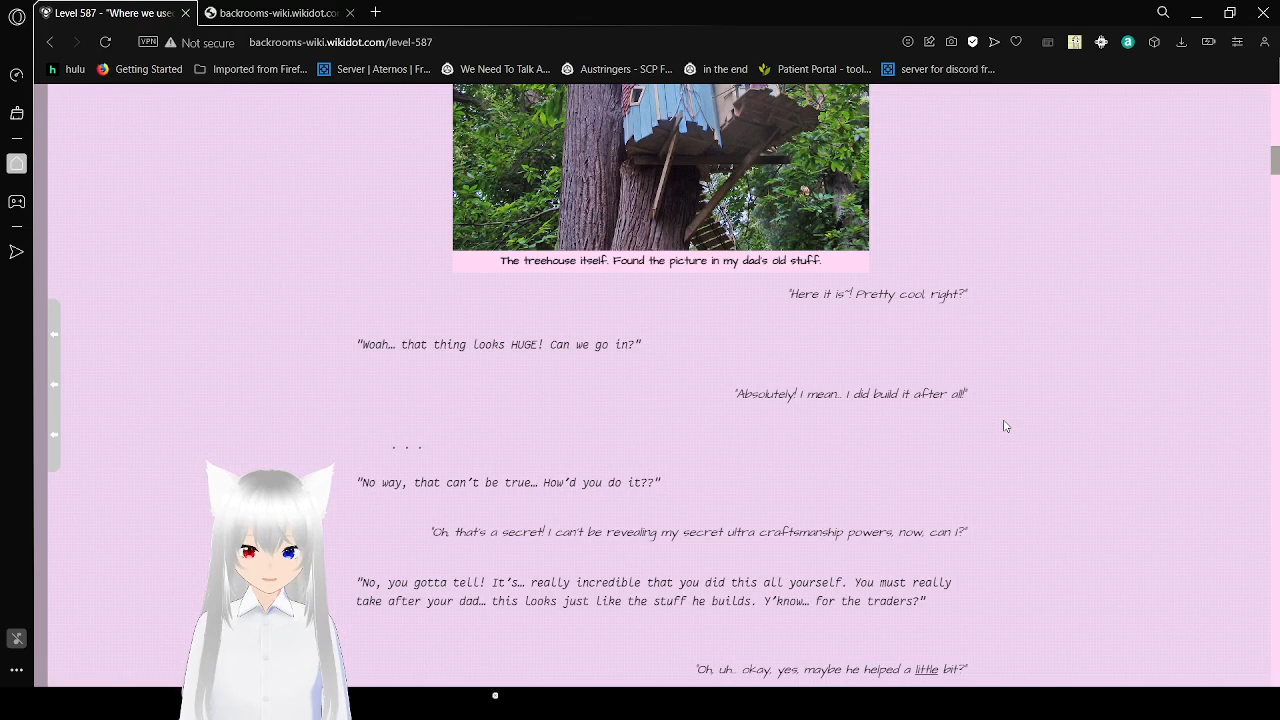 Level 587 - "Where we used
backrooms-wiki.wikidot.co
VPN
Not secure
backrooms-wiki.wikidot.com/level-587
hulu
Getting Started
Imported from Firef...
Server | Aternos | Fr...
We Need To Talk A...
Austringers - SCP F...
in the end
Patient Portal - tool...
server for discord fr...
The treehouse itself. Found the picture in my dad's old stuff.
"Here it is~! Pretty cool, right?"
"Woah... that thing looks HUGE! Can we go in?"
"Absolutely! I mean... I did build it after all!"
. . .
"No way, that can't be true... How'd you do it??"
"Oh, that's a secret! I can't be revealing my secret ultra craftsmanship powers, now, can I?"
"No, you gotta tell! It's... really incredible that you did this all yourself. You must really
take after your dad... this looks just like the stuff he builds. Y'know... for the traders?"
"Oh, uh... okay, yes, maybe he helped a little bit?"